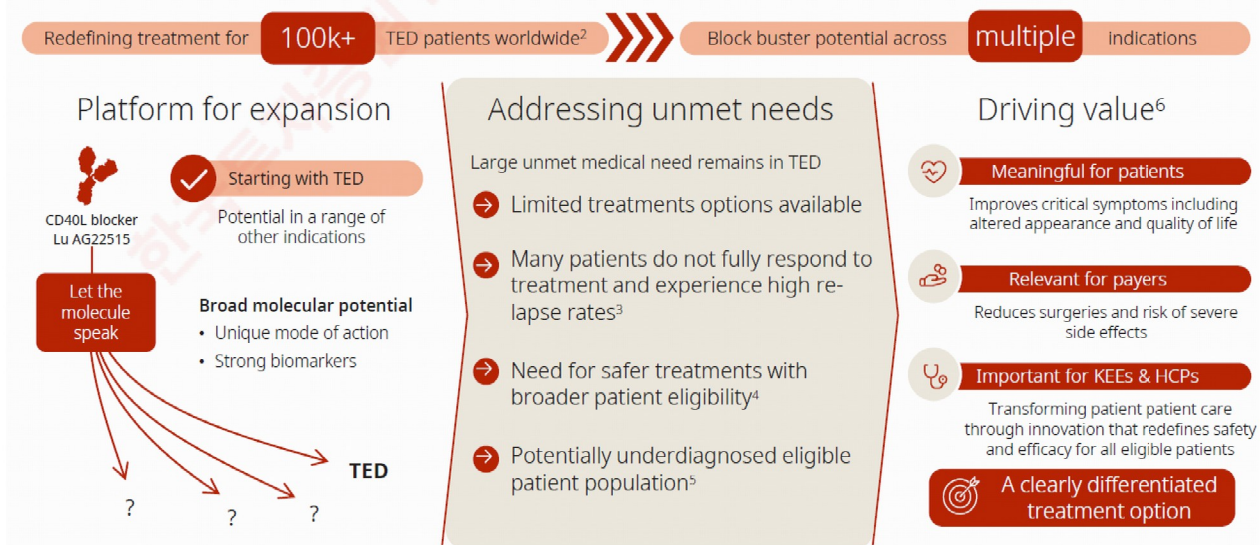 Redefining treatment for 100k+ TED patients worldwide²
Block buster potential across multiple indications
Platform for expansion
CD40L blocker
Lu AG22515
Starting with TED
Potential in a range of
other indications
Let the
molecule
speak
Broad molecular potential
• Unique mode of action
• Strong biomarkers
TED
?
?
?
Addressing unmet needs
Large unmet medical need remains in TED
Limited treatments options available
Many patients do not fully respond to
treatment and experience high re-
lapse rates³
Need for safer treatments with
broader patient eligibility⁴
Potentially underdiagnosed eligible
patient population⁵
Driving value⁶
Meaningful for patients
Improves critical symptoms including
altered appearance and quality of life
Relevant for payers
Reduces surgeries and risk of severe
side effects
Important for KEEs & HCPs
Transforming patient patient care
through innovation that redefines safety
and efficacy for all eligible patients
A clearly differentiated
treatment option